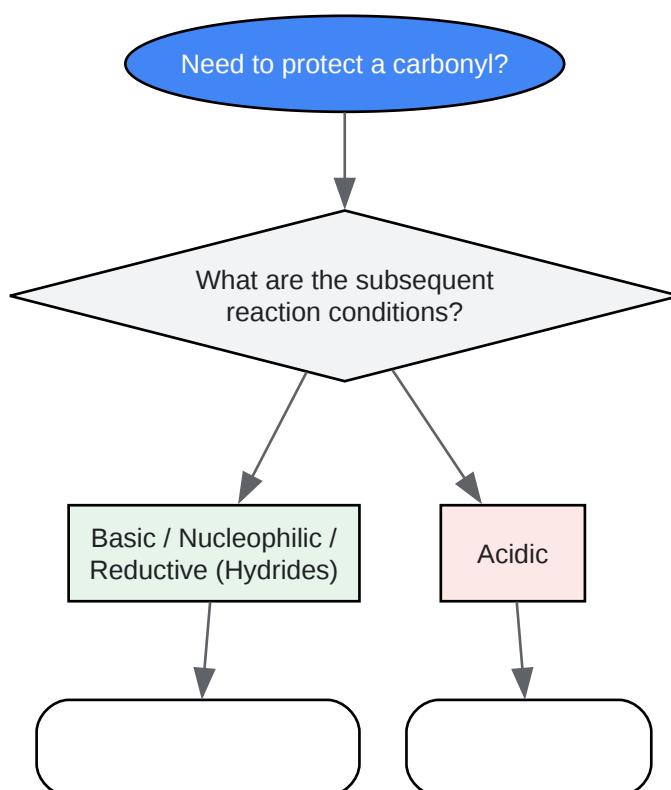 Need to protect a carbonyl?
What are the subsequent
reaction conditions?
Basic / Nucleophilic /
Reductive (Hydrides)
Acidic